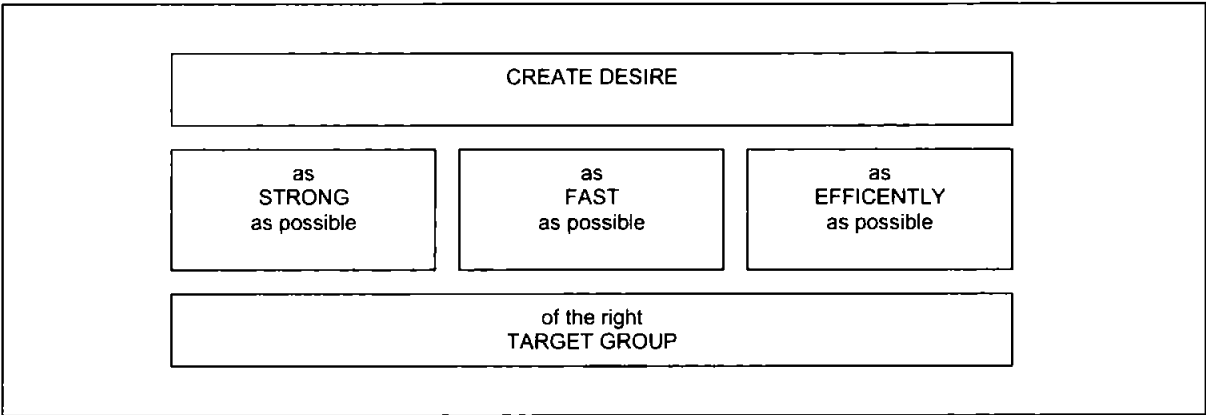 CREATE DESIRE
as
STRONG
as possible
as
FAST
as possible
as
EFFICENTLY
as possible
of the right
TARGET GROUP